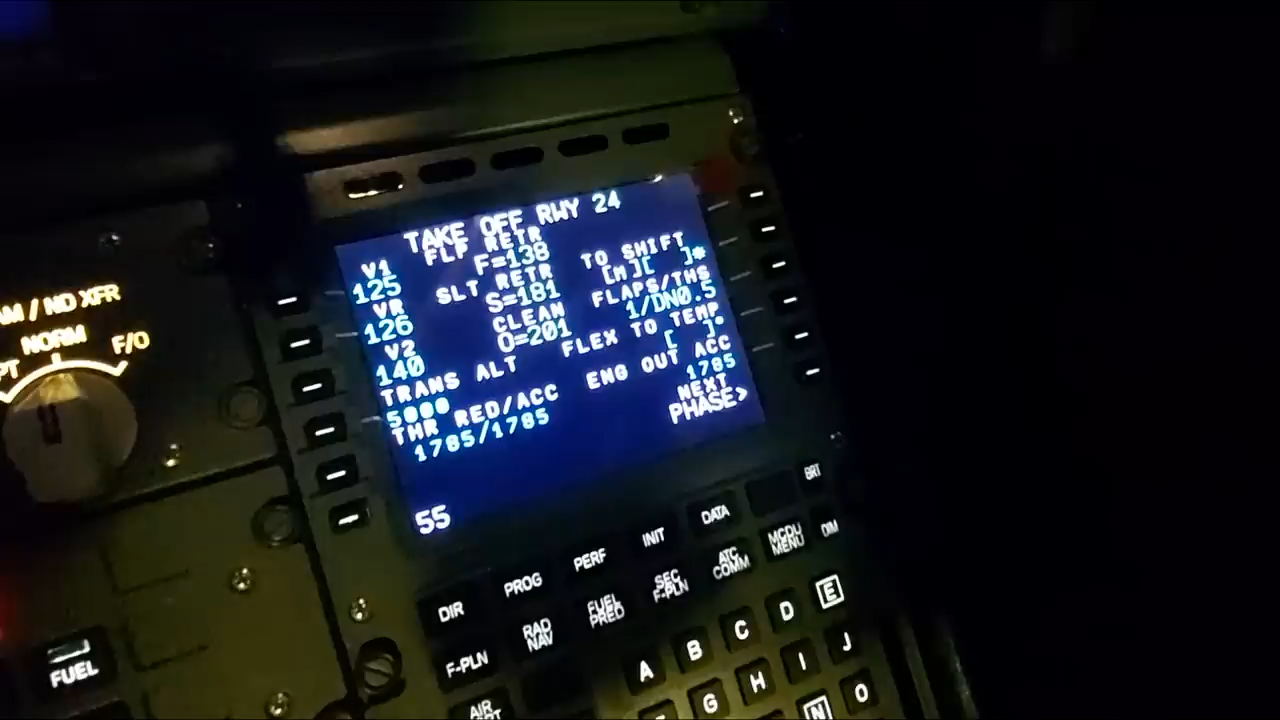 TAKE OFF RWY 24
V1 FLP RETR TO SHIFT
125 F=138 [M][ ]*
VR SLT RETR FLAPS/THS
126 S=181 1/DN0.5
V2 CLEAN FLEX TO TEMP
140 O=201 [ ]°
TRANS ALT ENG OUT ACC
5000 1785
THR RED/ACC NEXT
1785/1785 PHASE>
55
/ NO XFR
NORM
F/O
BRT
DIR PROG PERF INIT DATA
DIM
F-PLN RAD NAV FUEL PRED SEC F-PLN ATC COMM MCDU MENU
FUEL
AIR
A B C D E
G H I J
N O